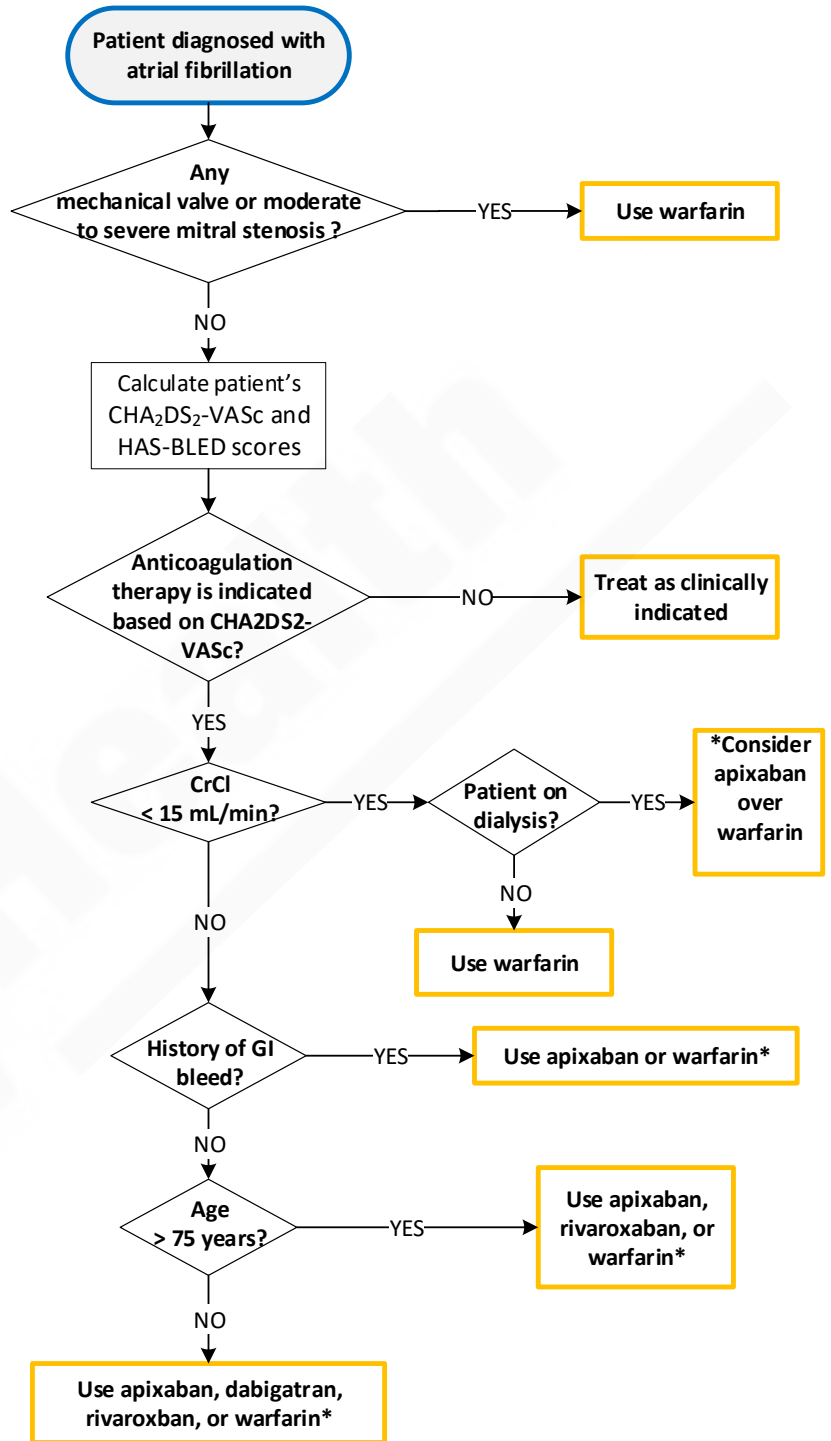 Patient diagnosed with
atrial fibrillation
Any
mechanical valve or moderate
to severe mitral stenosis ?
YES
Use warfarin
NO
Calculate patient's
CHA₂DS₂-VASc and
HAS-BLED scores
Anticoagulation
therapy is indicated
based on CHA2DS2-
VASc?
NO
Treat as clinically
indicated
YES
CrCl
< 15 mL/min?
YES
Patient on
dialysis?
YES
*Consider
apixaban
over
warfarin
NO
Use warfarin
NO
History of GI
bleed?
YES
Use apixaban or warfarin*
NO
Age
> 75 years?
YES
Use apixaban,
rivaroxaban, or
warfarin*
NO
Use apixaban, dabigatran,
rivaroxban, or warfarin*
Health